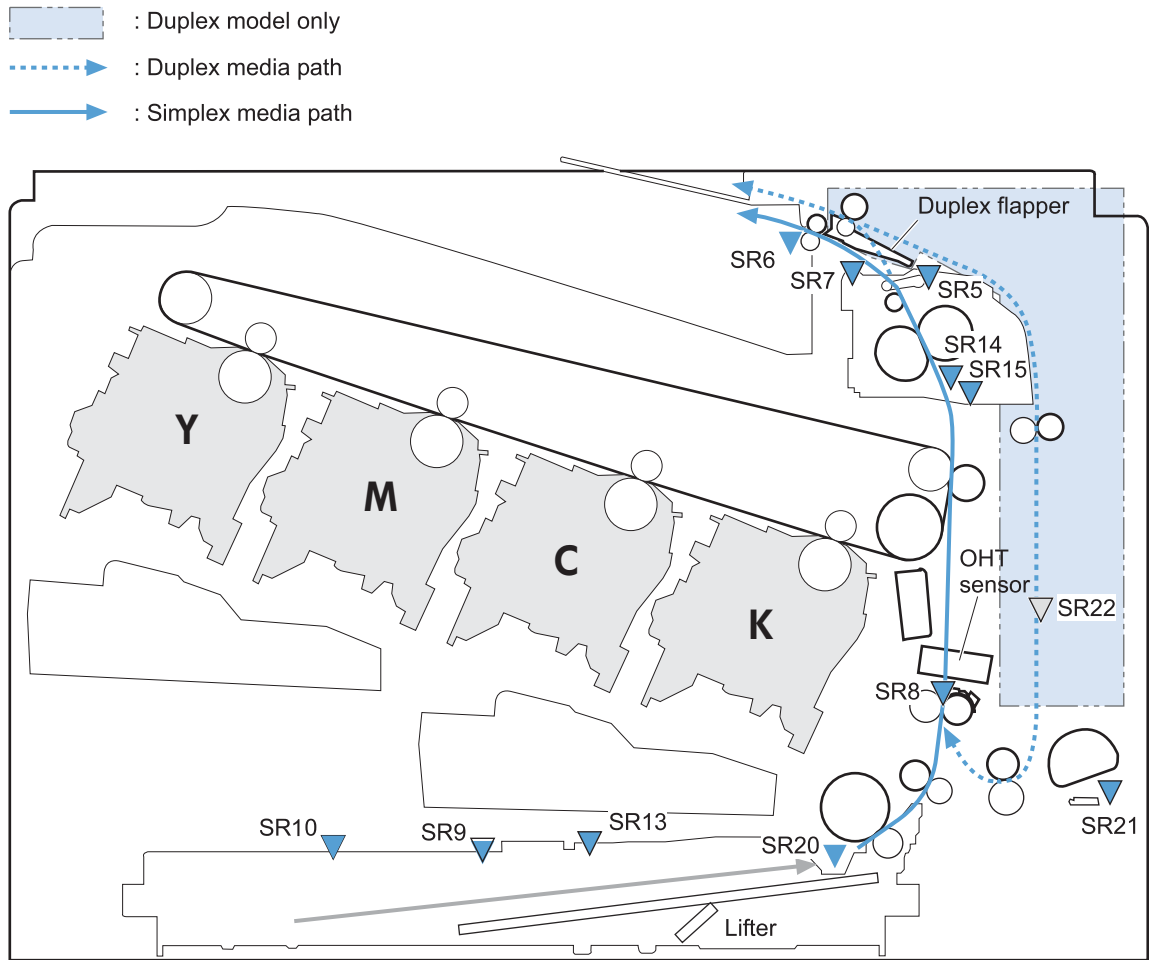 : Duplex model only
: Duplex media path
: Simplex media path
Duplex flapper
SR6
SR7
SR5
SR14
SR15
Y
M
C
K
OHT
sensor
SR22
SR8
SR10
SR9
SR13
SR20
SR21
Lifter